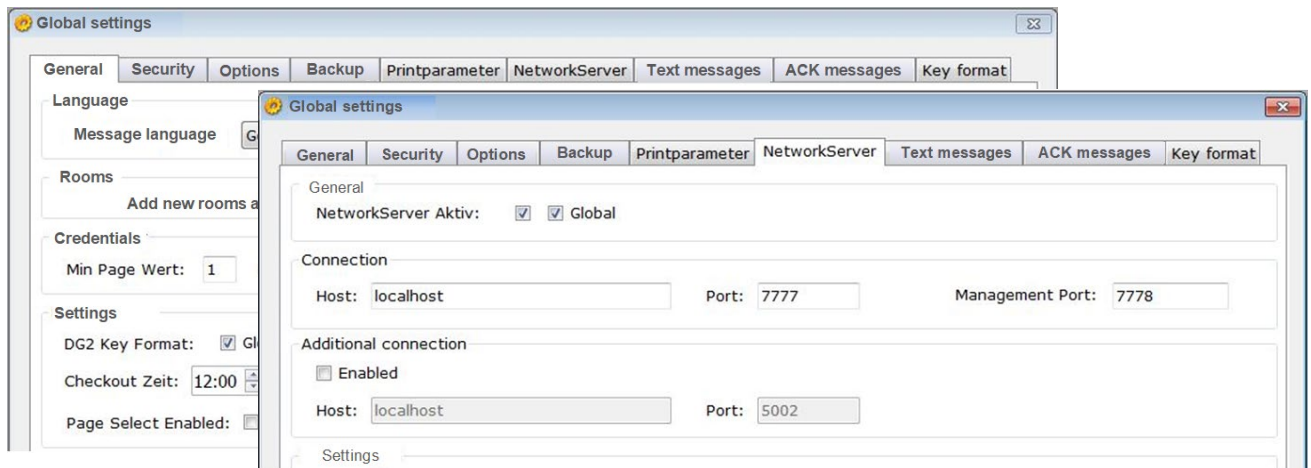 Global settings
General Security Options Backup Printparameter NetworkServer Text messages ACK messages Key format
Language
Message language
Rooms
Add new rooms
Credentials
Min Page Wert: 1
Settings
DG2 Key Format:
Checkout Zeit: 12:00
Page Select Enabled:
Global settings
General Security Options Backup Printparameter NetworkServer Text messages ACK messages Key format
General
NetworkServer Aktiv: Global
Connection
Host: localhost Port: 7777 Management Port: 7778
Additional connection
Enabled
Host: localhost Port: 5002
Settings